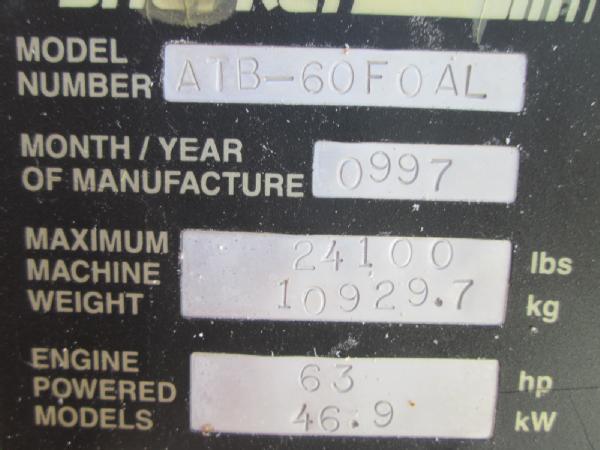 MODEL
NUMBER ATB-60F0AL
MONTH / YEAR
OF MANUFACTURE 0997
MAXIMUM 24100 lbs
MACHINE
WEIGHT 10929.7 kg
ENGINE
POWERED 63 hp
MODELS 46.9 kW